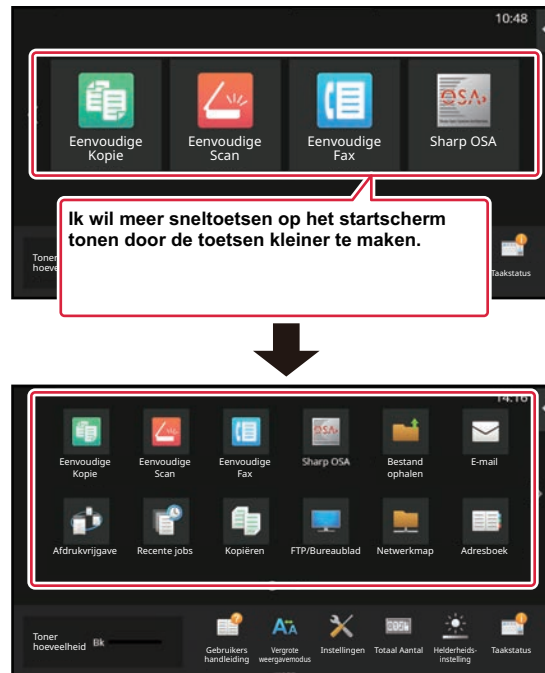 10:48
Eenvoudige Eenvoudige Eenvoudige Sharp OSA
Kopie Scan Fax
Ik wil meer sneltoetsen op het startscherm
tonen door de toetsen kleiner te maken.
Toner
hoeve
Taakstatus
14:16
Eenvoudige Eenvoudige Eenvoudige Sharp OSA Bestand E-mail
Kopie Scan Fax ophalen
Afdrukvrijgave Recente jobs Kopiëren FTP/Bureaublad Netwerkmap Adresboek
Toner
hoeveelheid Bk
Gebruikers Vergrote Instellingen Totaal Aantal Helderheids- Taakstatus
handleiding weergavemodus instelling